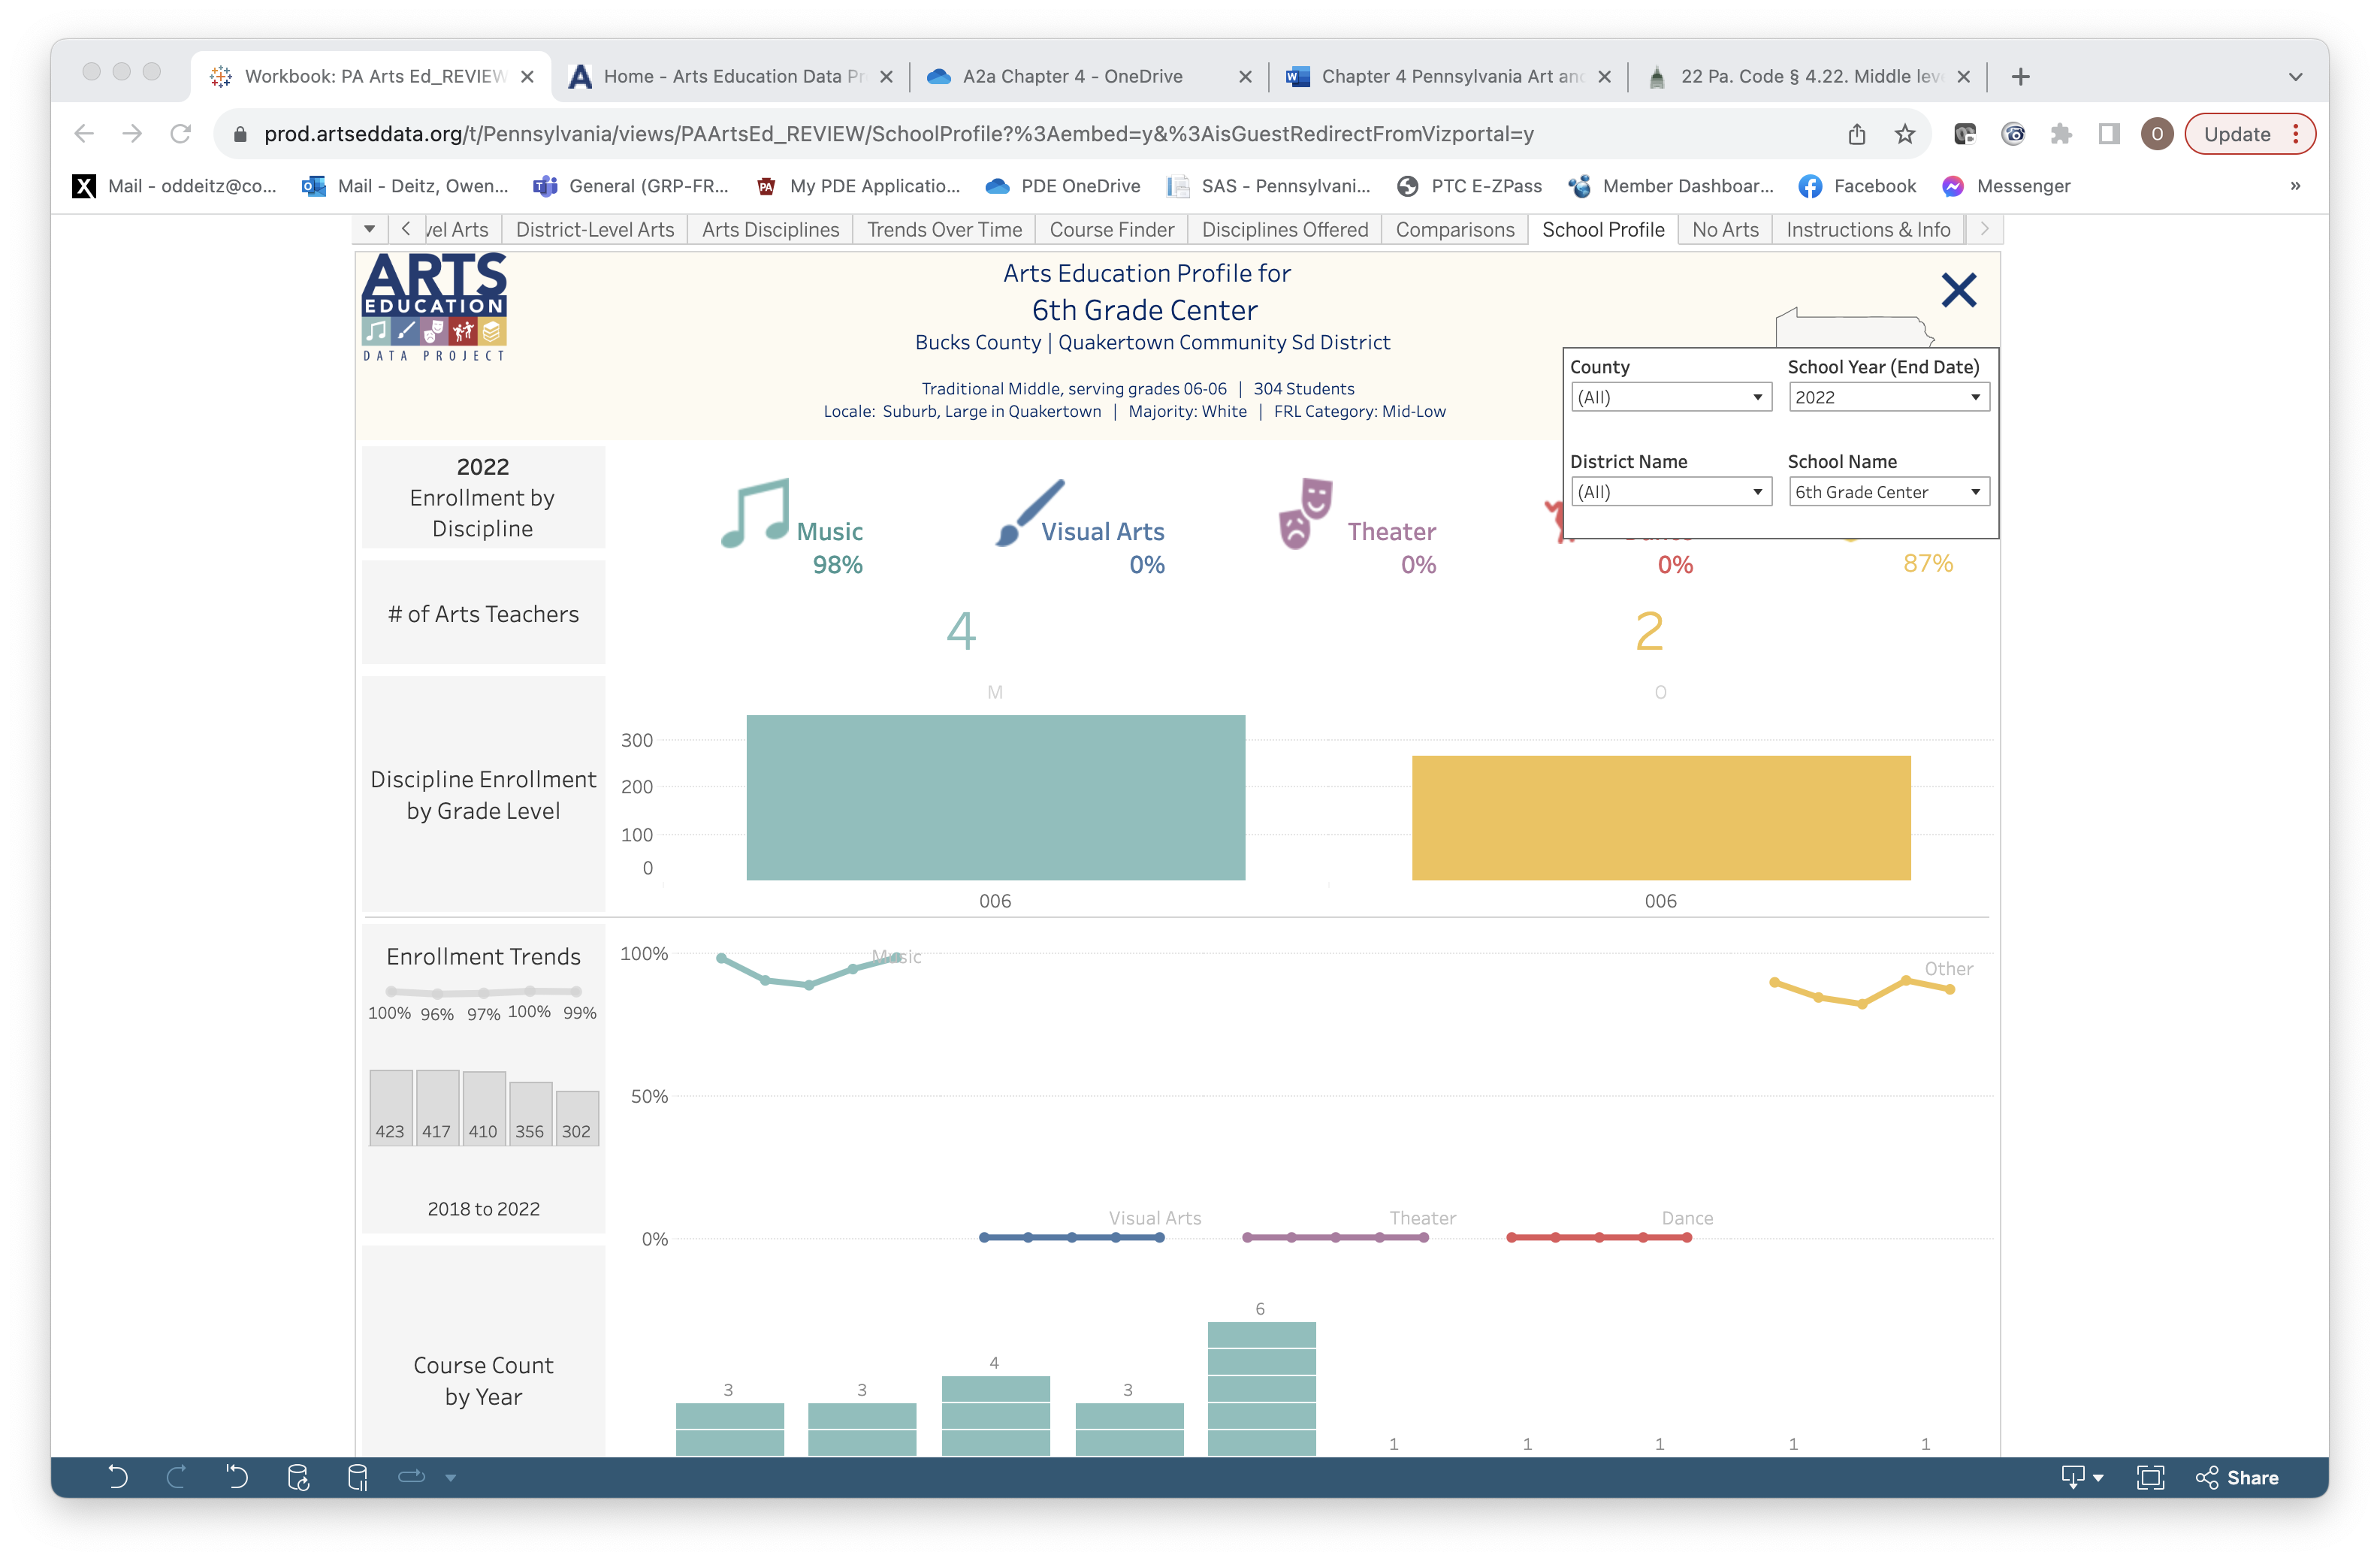 Workbook: PA Arts Ed_REVIEW
Home - Arts Education Data Pr
A2a Chapter 4 - OneDrive
Chapter 4 Pennsylvania Art and
22 Pa. Code § 4.22. Middle leve
prod.artseddata.org/t/Pennsylvania/views/PAArtsEd_REVIEW/SchoolProfile?%3Aembed=y&%3AisGuestRedirectFromVizportal=y
O
Update
Mail - oddeitz@co...
Mail - Deitz, Owen...
General (GRP-FR...
My PDE Applicatio...
PDE OneDrive
SAS - Pennsylvani...
PTC E-ZPass
Member Dashboar...
Facebook
Messenger
»
vel Arts
District-Level Arts
Arts Disciplines
Trends Over Time
Course Finder
Disciplines Offered
Comparisons
School Profile
No Arts
Instructions & Info
ARTS
EDUCATION
DATA PROJECT
Arts Education Profile for
6th Grade Center
Bucks County | Quakertown Community Sd District
Traditional Middle, serving grades 06-06 | 304 Students
Locale: Suburb, Large in Quakertown | Majority: White | FRL Category: Mid-Low
County
School Year (End Date)
(All)
2022
District Name
School Name
(All)
6th Grade Center
2022
Enrollment by
Discipline
Music
98%
Visual Arts
0%
Theater
0%
0%
87%
# of Arts Teachers
4
2
Discipline Enrollment
by Grade Level
M
O
300
200
100
0
006
006
Enrollment Trends
100% 96% 97% 100% 99%
423 417 410 356 302
2018 to 2022
100%
50%
0%
Music
Other
Visual Arts
Theater
Dance
Course Count
by Year
3
3
4
3
6
1
1
1
1
1
Share